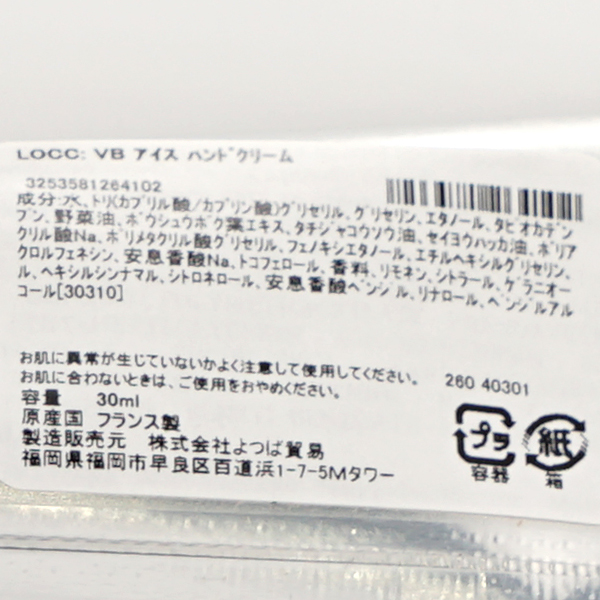 LOCC: VB アイス ハンドクリーム
3253581264102
成分:水、トリ(カプリル酸/カプリン酸)グリセリル、グリセリン、エタノール、タピオカデン
プン、野菜油、ボウシュウボク葉エキス、タチジャコウソウ油、セイヨウハッカ油、ポリア
クリル酸Na、ポリメタクリル酸グリセリル、フェノキシエタノール、エチルヘキシルグリセリン、
クロルフェネシン、安息香酸Na、トコフェロール、香料、リモネン、シトラール、ゲラニオー
ル、ヘキシルシンナマル、シトロネロール、安息香酸ベンジル、リナロール、ベンジルアル
コール[30310]
お肌に異常が生じていないかよく注意して使用してください。
お肌に合わないときは、ご使用をおやめください。
260 40301
容量 30ml
原産国 フランス製
製造販売元 株式会社よつば貿易
福岡県福岡市早良区百道浜1-7-5Mタワー
プラ
容器
紙
箱